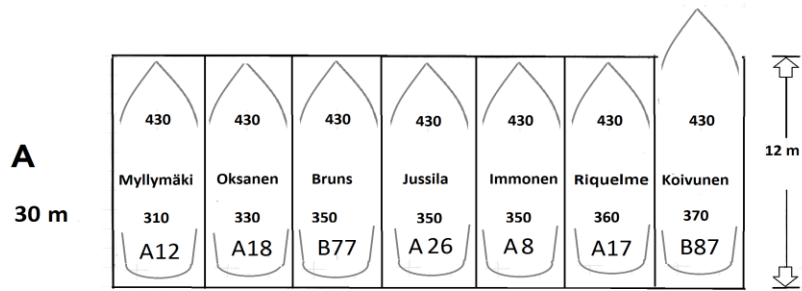 430 430 430 430 430 430 430
12 m
A
Myllymäki Oksanen Bruns Jussila Immonen Riquelme Koivunen
30 m
310 330 350 350 350 360 370
A12 A18 B77 A 26 A 8 A17 B87